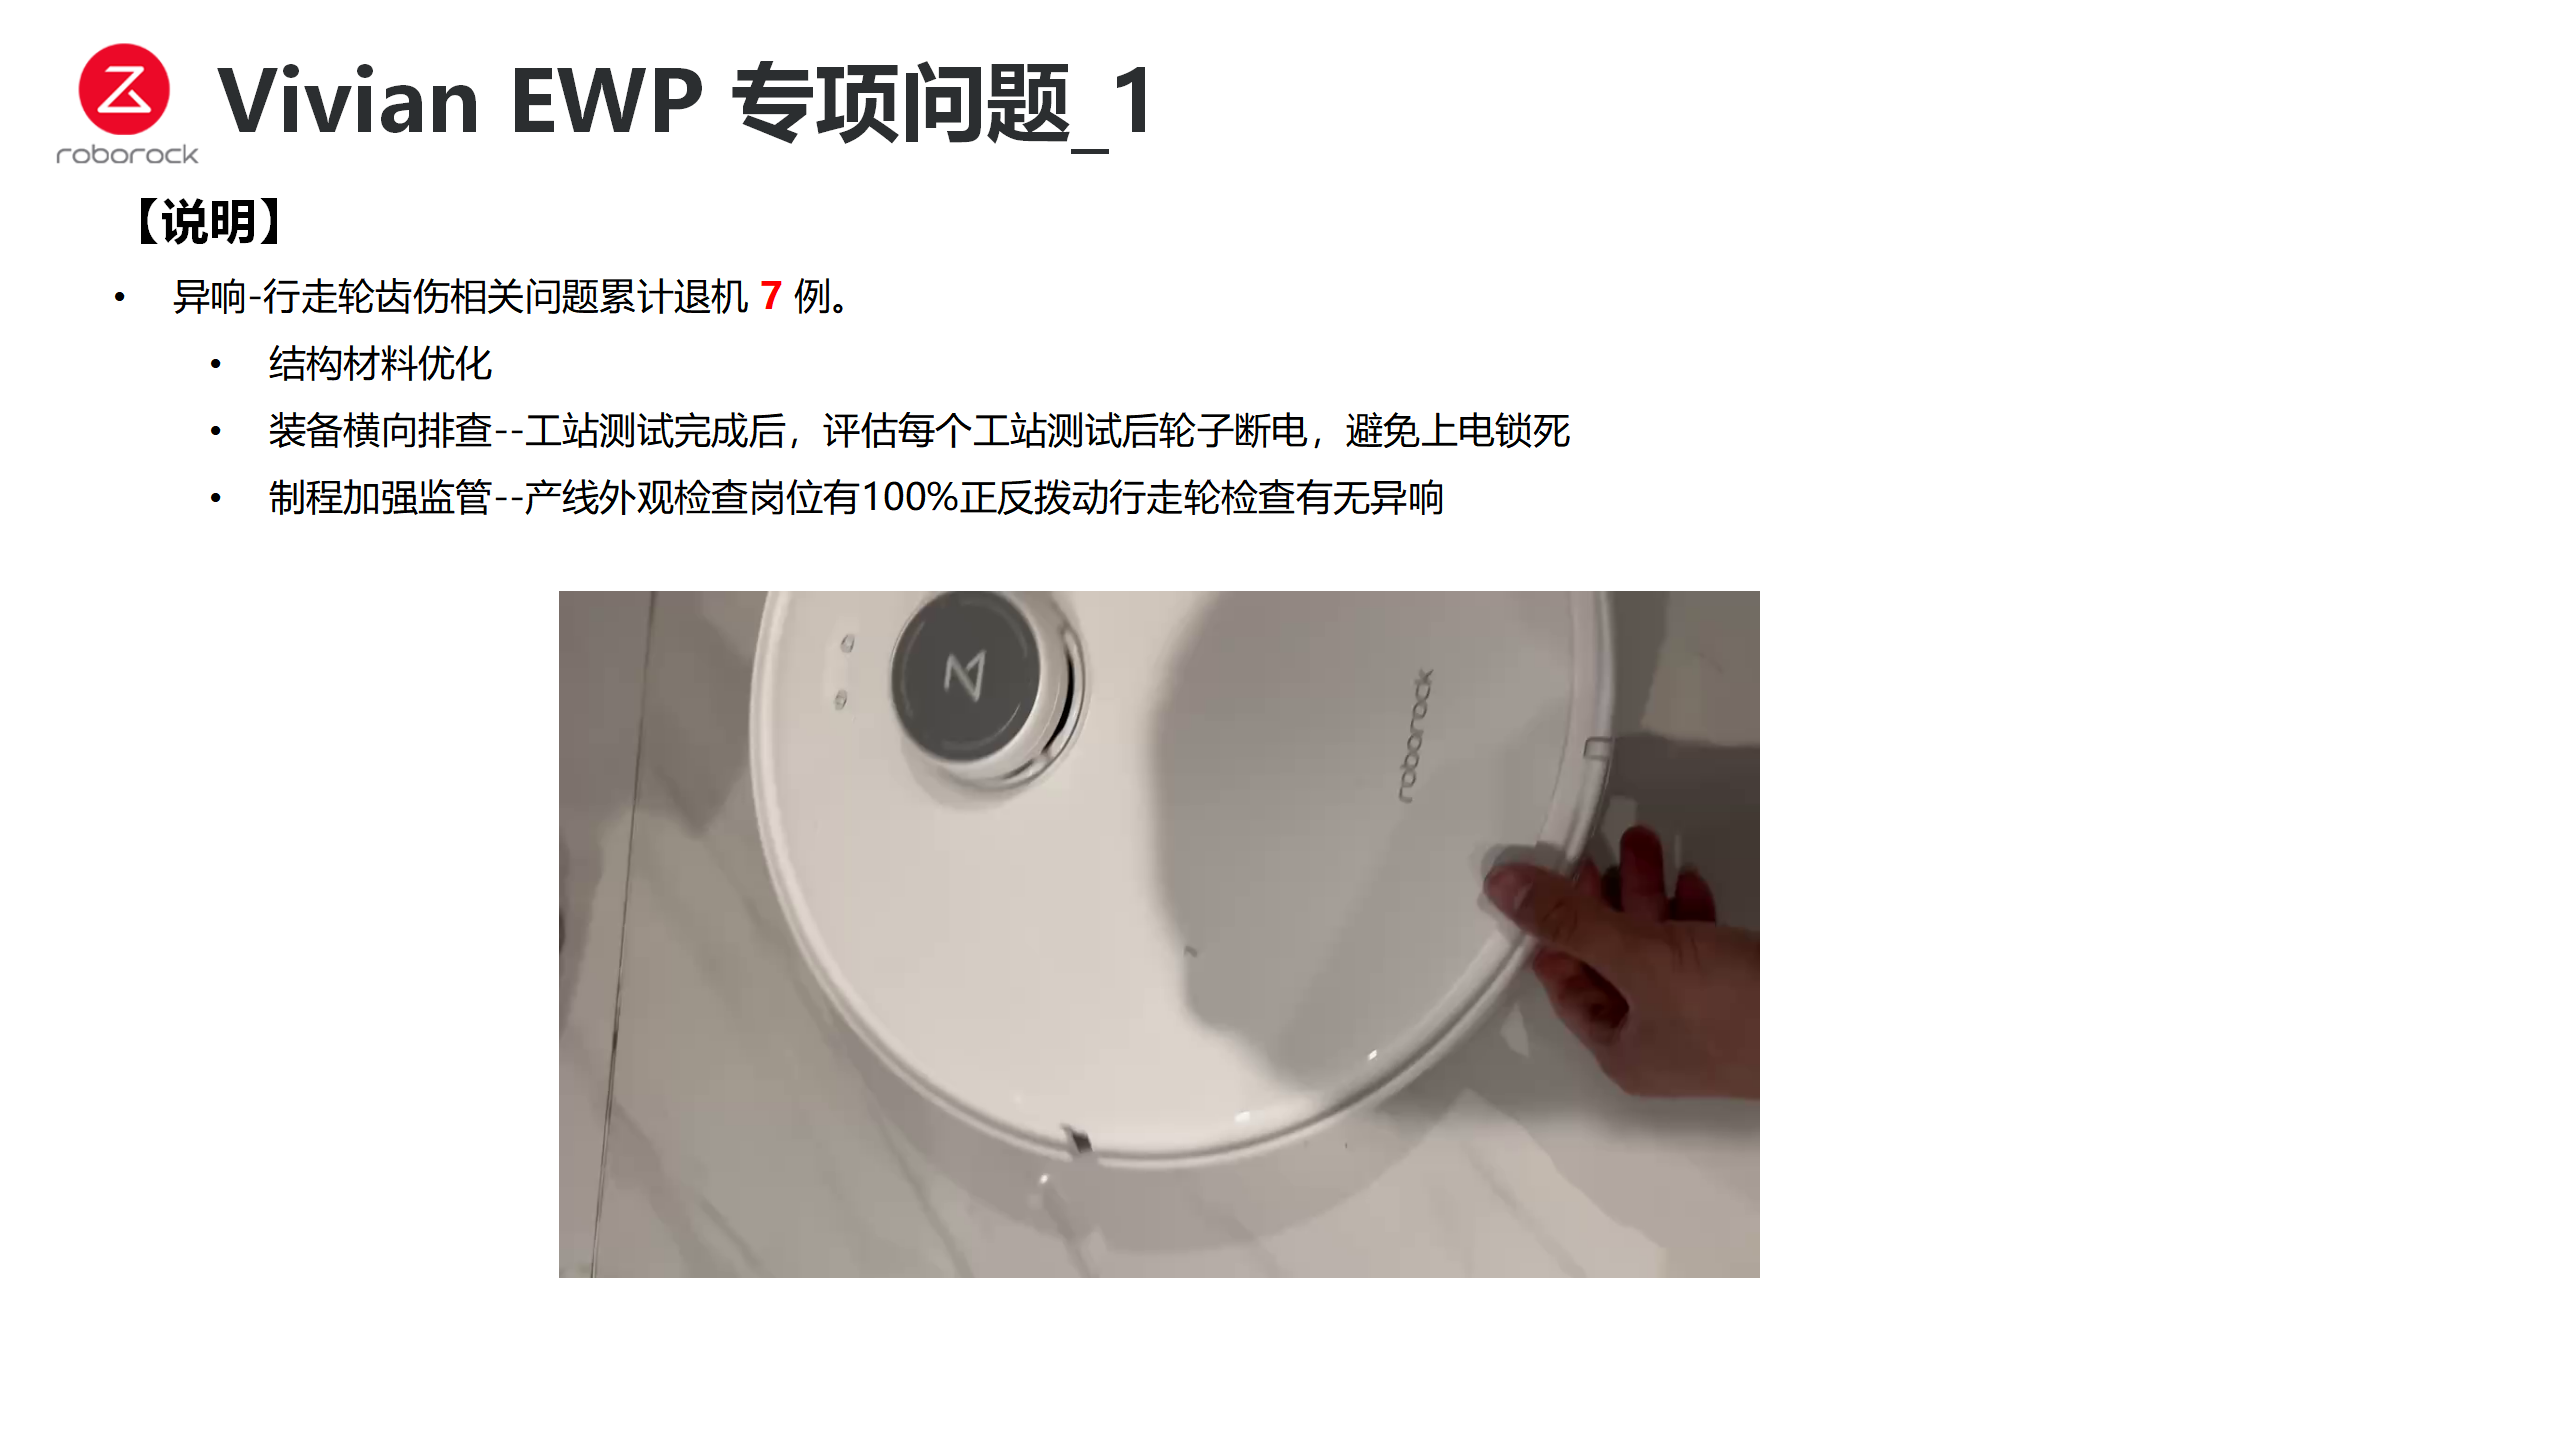 roborock
Vivian EWP 专项问题_1
【说明】
• 异响-行走轮齿伤相关问题累计退机 7 例。
• 结构材料优化
• 装备横向排查--工站测试完成后，评估每个工站测试后轮子断电，避免上电锁死
• 制程加强监管--产线外观检查岗位有100%正反拨动行走轮检查有无异响
roborock